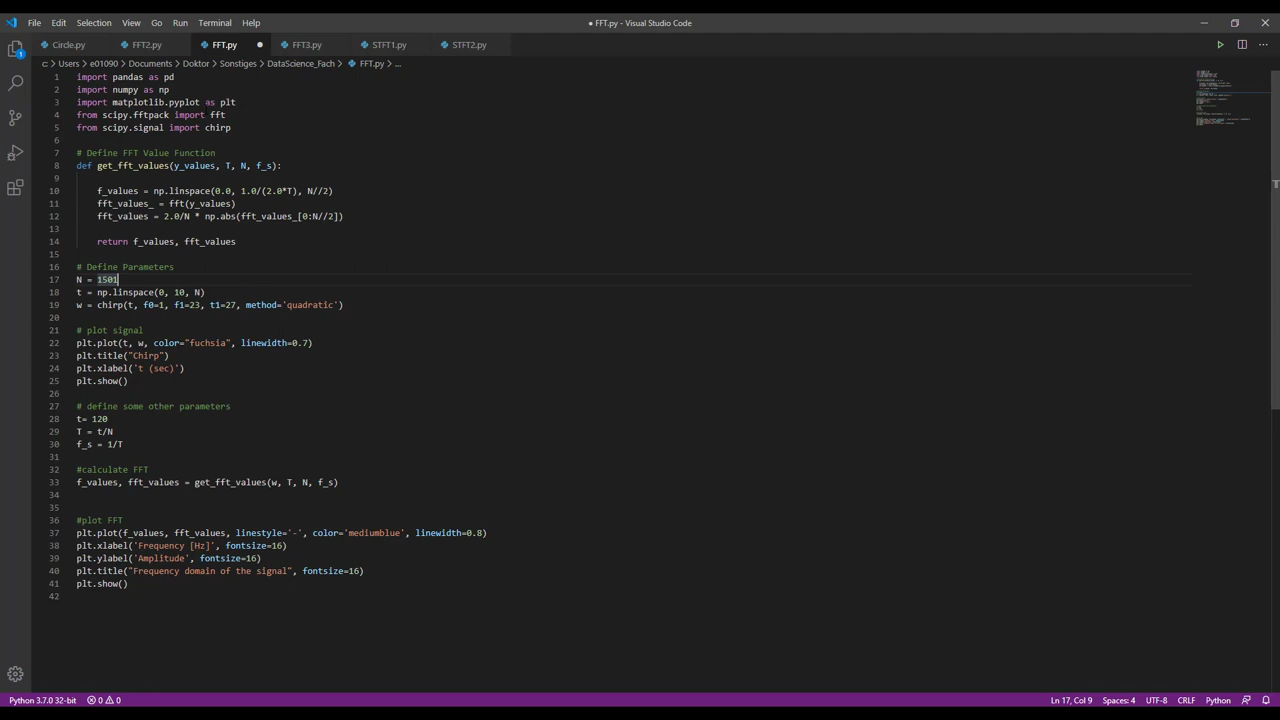 File Edit Selection View Go Run Terminal Help ● FFT.py - Visual Studio Code
Circle.py FFT2.py FFT.py FFT3.py STFT1.py STFT2.py
C: > Users > e01090 > Documents > Doktor > Sonstiges > DataScience_Fach > FFT.py > ...
1 import pandas as pd
2 import numpy as np
3 import matplotlib.pyplot as plt
4 from scipy.fftpack import fft
5 from scipy.signal import chirp
6
7 # Define FFT Value Function
8 def get_fft_values(y_values, T, N, f_s):
9
10 f_values = np.linspace(0.0, 1.0/(2.0*T), N//2)
11 fft_values_ = fft(y_values)
12 fft_values = 2.0/N * np.abs(fft_values_[0:N//2])
13
14 return f_values, fft_values
15
16 # Define Parameters
17 N = 1501
18 t = np.linspace(0, 10, N)
19 w = chirp(t, f0=1, f1=23, t1=27, method='quadratic')
20
21 # plot signal
22 plt.plot(t, w, color="fuchsia", linewidth=0.7)
23 plt.title("Chirp")
24 plt.xlabel('t (sec)')
25 plt.show()
26
27 # define some other parameters
28 t= 120
29 T = t/N
30 f_s = 1/T
31
32 #calculate FFT
33 f_values, fft_values = get_fft_values(w, T, N, f_s)
34
35
36 #plot FFT
37 plt.plot(f_values, fft_values, linestyle='-', color='mediumblue', linewidth=0.8)
38 plt.xlabel('Frequency [Hz]', fontsize=16)
39 plt.ylabel('Amplitude', fontsize=16)
40 plt.title("Frequency domain of the signal", fontsize=16)
41 plt.show()
42
Python 3.7.0 32-bit 0 0 Ln 17, Col 9 Spaces: 4 UTF-8 CRLF Python